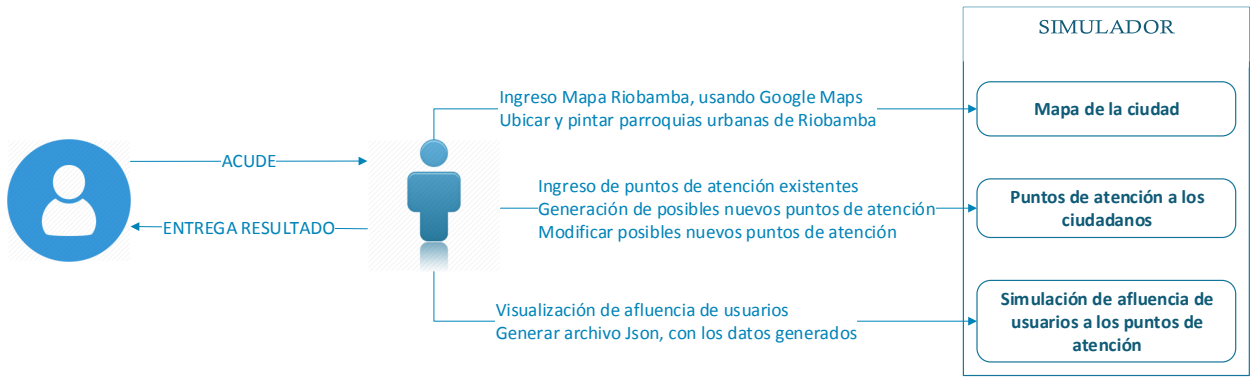 SIMULADOR
Ingreso Mapa Riobamba, usando Google Maps
Ubicar y pintar parroquias urbanas de Riobamba
Mapa de la ciudad
ACUDE
ENTREGA RESULTADO
Ingreso de puntos de atención existentes
Generación de posibles nuevos puntos de atención
Modificar posibles nuevos puntos de atención
Puntos de atención a los
ciudadanos
Visualización de afluencia de usuarios
Generar archivo Json, con los datos generados
Simulación de afluencia de
usuarios a los puntos de
atención